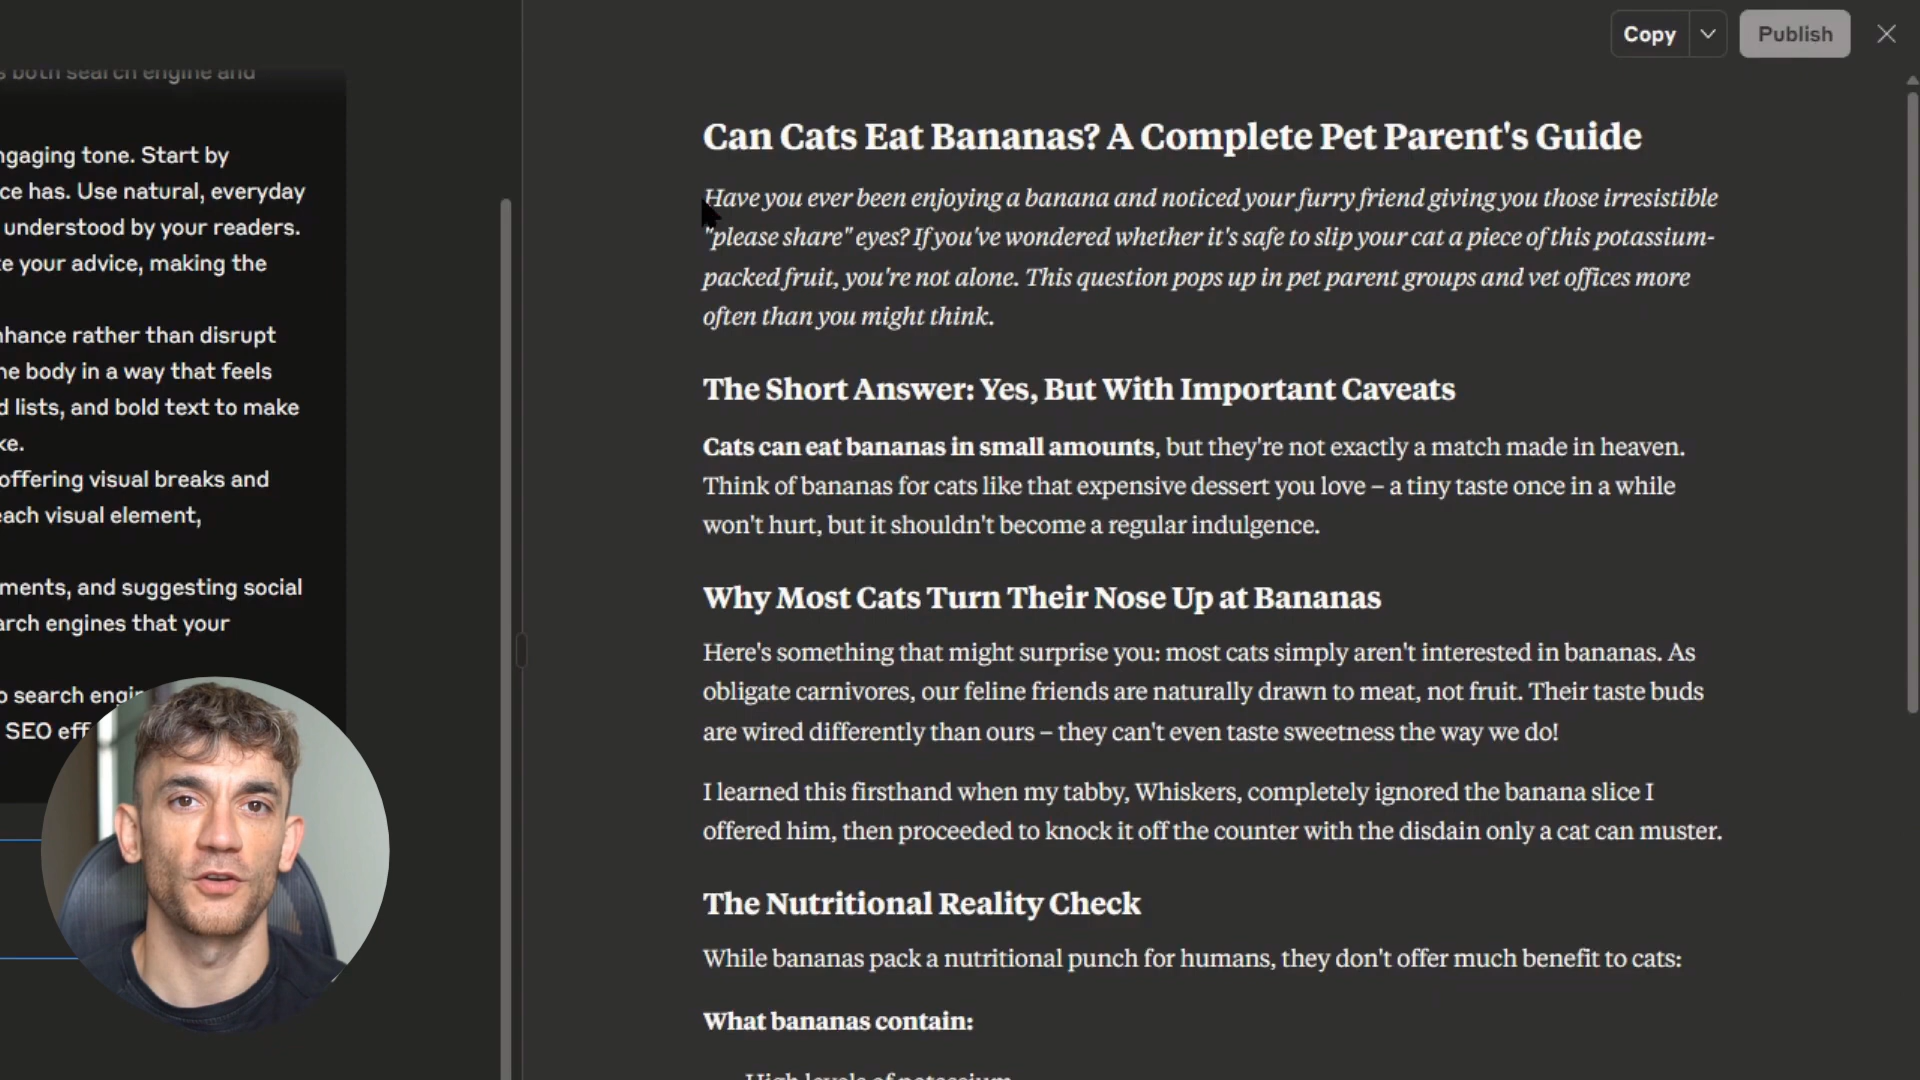 Copy
Publish
s both search engine and
ngaging tone. Start by
ce has. Use natural, everyday
understood by your readers.
te your advice, making the
nhance rather than disrupt
he body in a way that feels
d lists, and bold text to make
ke.
offering visual breaks and
each visual element,
ments, and suggesting social
arch engines that your
o search engin
SEO eff
Can Cats Eat Bananas? A Complete Pet Parent's Guide
Have you ever been enjoying a banana and noticed your furry friend giving you those irresistible
"please share" eyes? If you've wondered whether it's safe to slip your cat a piece of this potassium-
packed fruit, you're not alone. This question pops up in pet parent groups and vet offices more
often than you might think.
The Short Answer: Yes, But With Important Caveats
Cats can eat bananas in small amounts, but they're not exactly a match made in heaven.
Think of bananas for cats like that expensive dessert you love – a tiny taste once in a while
won't hurt, but it shouldn't become a regular indulgence.
Why Most Cats Turn Their Nose Up at Bananas
Here's something that might surprise you: most cats simply aren't interested in bananas. As
obligate carnivores, our feline friends are naturally drawn to meat, not fruit. Their taste buds
are wired differently than ours – they can't even taste sweetness the way we do!
I learned this firsthand when my tabby, Whiskers, completely ignored the banana slice I
offered him, then proceeded to knock it off the counter with the disdain only a cat can muster.
The Nutritional Reality Check
While bananas pack a nutritional punch for humans, they don't offer much benefit to cats:
What bananas contain:
High levels of potassium